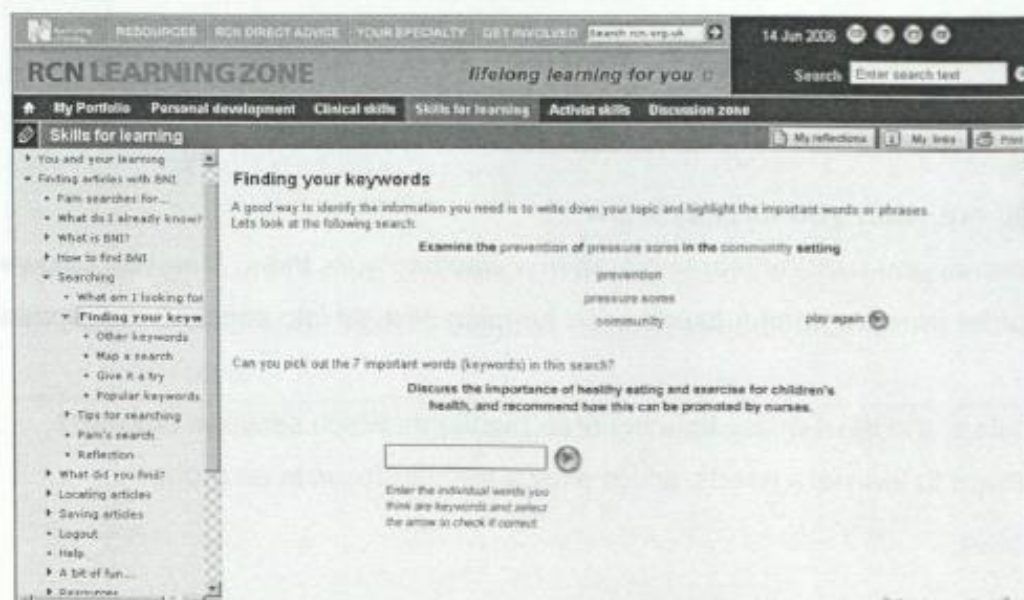 RESOURCES RCN DIRECT ADVICE YOUR SPECIALTY GET INVOLVED Search rcn.org.uk
14 Jun 2006
RCN LEARNING ZONE
lifelong learning for you
Search Enter search text
My Portfolio Personal development Clinical skills Skills for learning Activist skills Discussion zone
Skills for learning
My reflections My links Print
You and your learning
Finding articles with BNI
Pam searches for...
What do I already know?
What is BNI?
How to find BNI
Searching
What am I looking for
Finding your keyw
Other keywords
Map a search
Give it a try
Popular keywords
Tips for searching
Pam's search
Reflection
What did you find?
Locating articles
Saving articles
Logout
Help
A bit of fun...
Resources
Finding your keywords
A good way to identify the information you need is to write down your topic and highlight the important words or phrases.
Lets look at the following search:
Examine the prevention of pressure sores in the community setting
prevention
pressure sores
community
play again
Can you pick out the 7 important words (keywords) in this search?
Discuss the importance of healthy eating and exercise for children's
health, and recommend how this can be promoted by nurses.
Enter the individual words you
think are keywords and select
the arrow to check if correct.